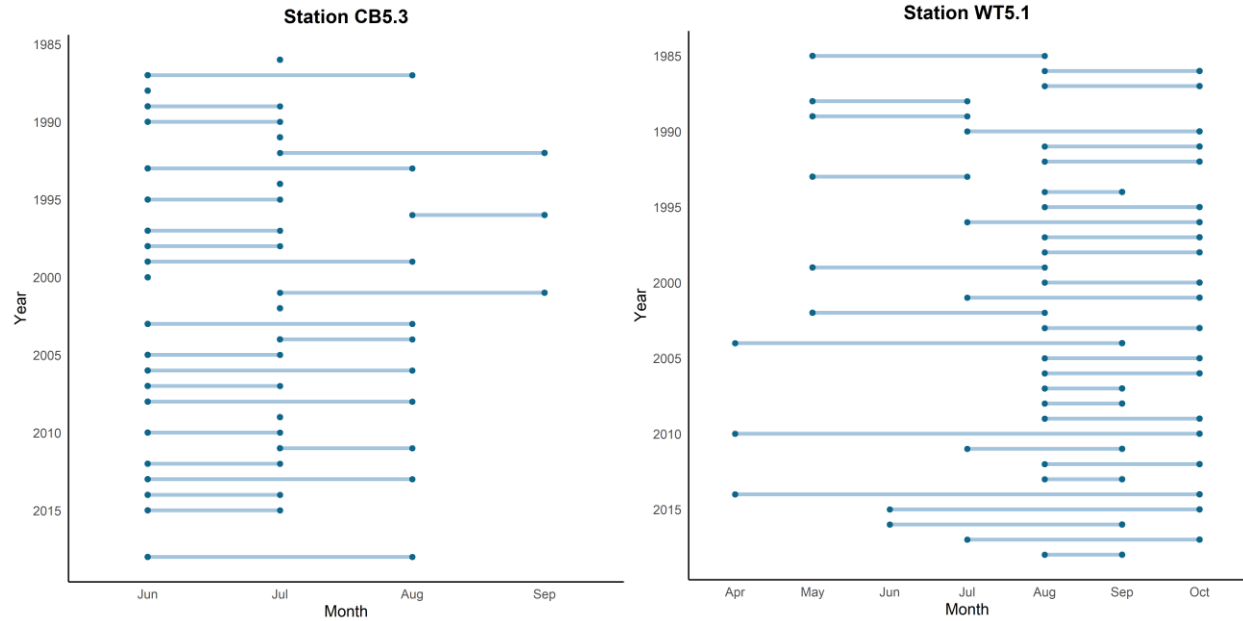 Station CB5.3
1985
1990
1995
2000
2005
2010
2015
Year
Jun Jul Aug Sep
Month
Station WT5.1
1985
1990
1995
2000
2005
2010
2015
Year
Apr May Jun Jul Aug Sep Oct
Month